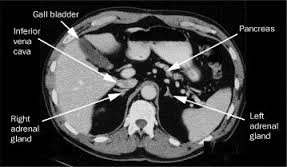 Gall bladder
Inferior
vena
cava
Pancreas
Right
adrenal
gland
Left
adrenal
gland